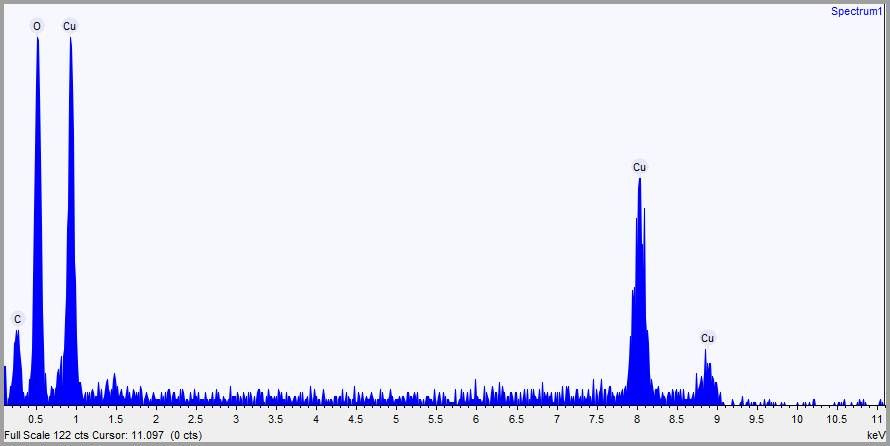 Spectrum1
O Cu
Cu
C
Cu
0.5 1 1.5 2 2.5 3 3.5 4 4.5 5 5.5 6 6.5 7 7.5 8 8.5 9 9.5 10 10.5 11
Full Scale 122 cts Cursor: 11.097 (0 cts) keV